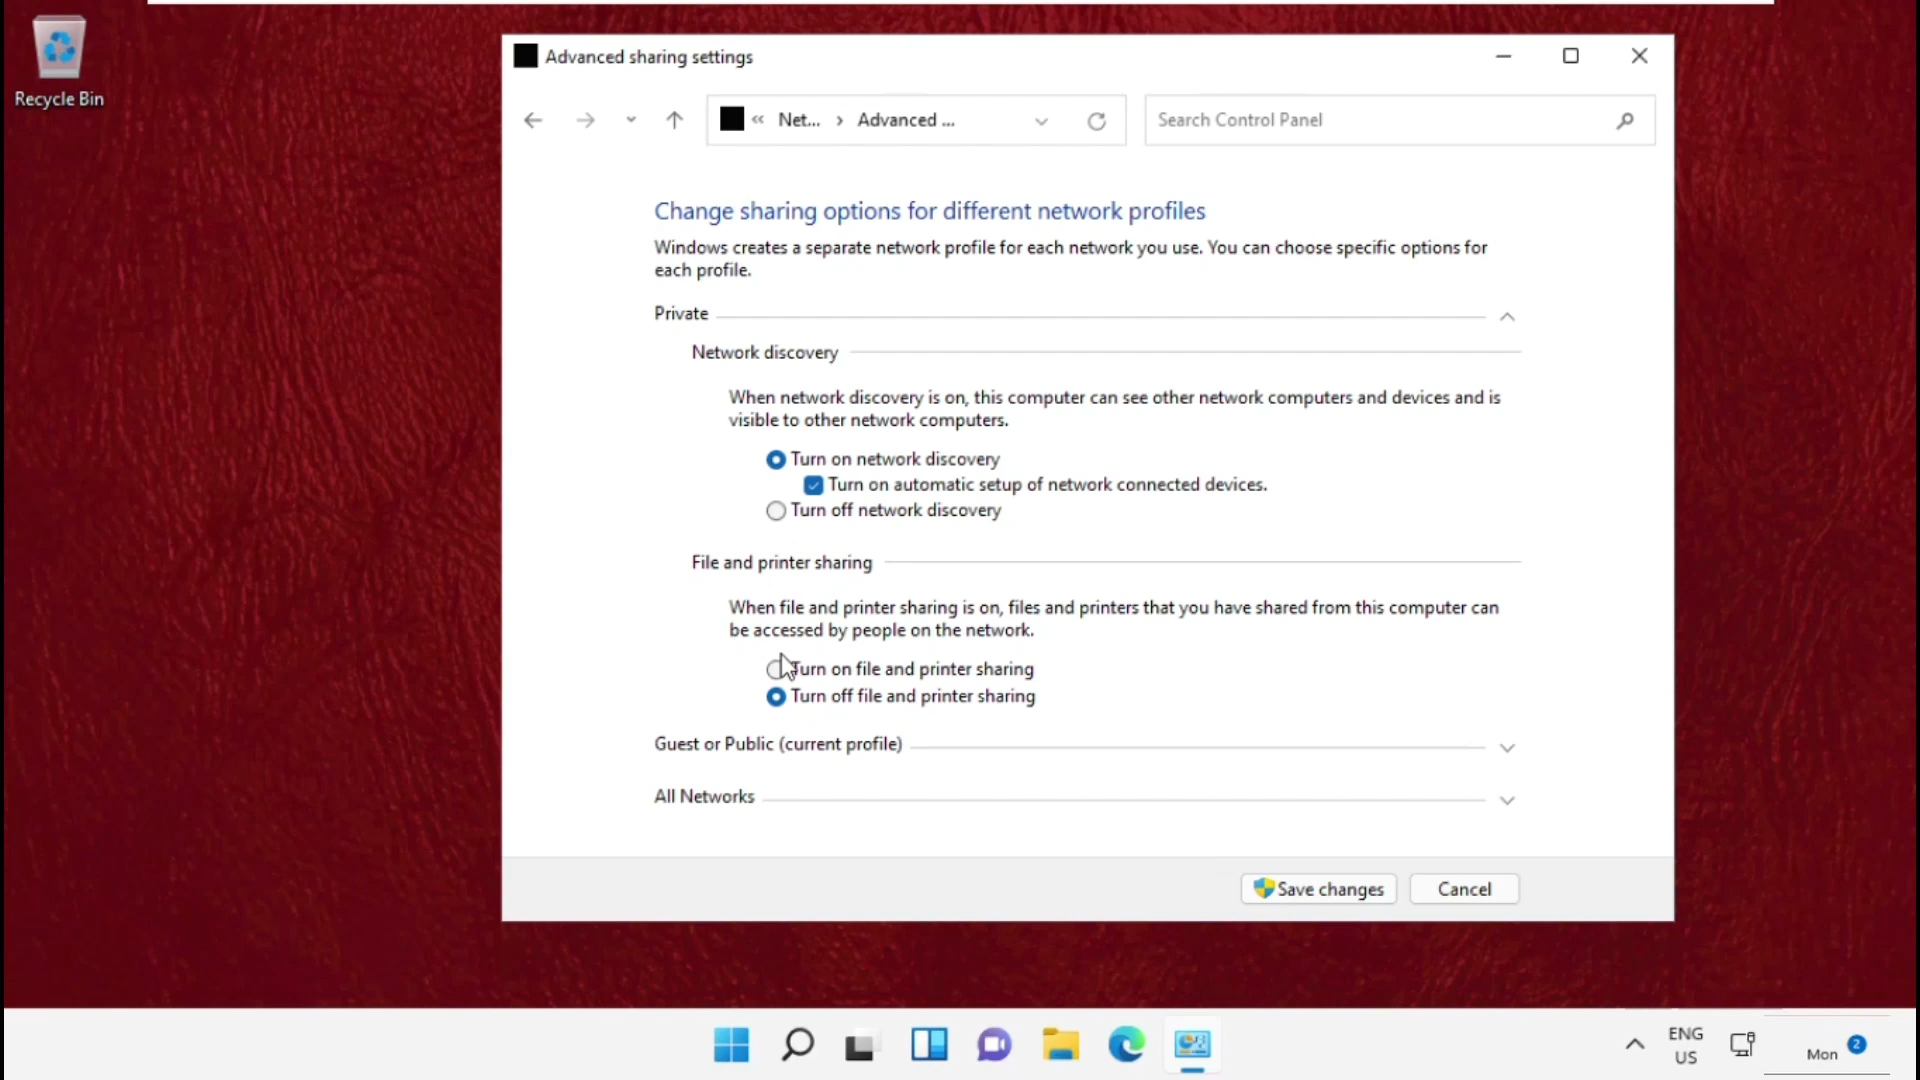 Recycle Bin
Advanced sharing settings
« Net... › Advanced ...
Search Control Panel
Change sharing options for different network profiles
Windows creates a separate network profile for each network you use. You can choose specific options for
each profile.
Private
Network discovery
When network discovery is on, this computer can see other network computers and devices and is
visible to other network computers.
Turn on network discovery
Turn on automatic setup of network connected devices.
Turn off network discovery
File and printer sharing
When file and printer sharing is on, files and printers that you have shared from this computer can
be accessed by people on the network.
Turn on file and printer sharing
Turn off file and printer sharing
Guest or Public (current profile)
All Networks
Save changes
Cancel
ENG
US
Mon
2